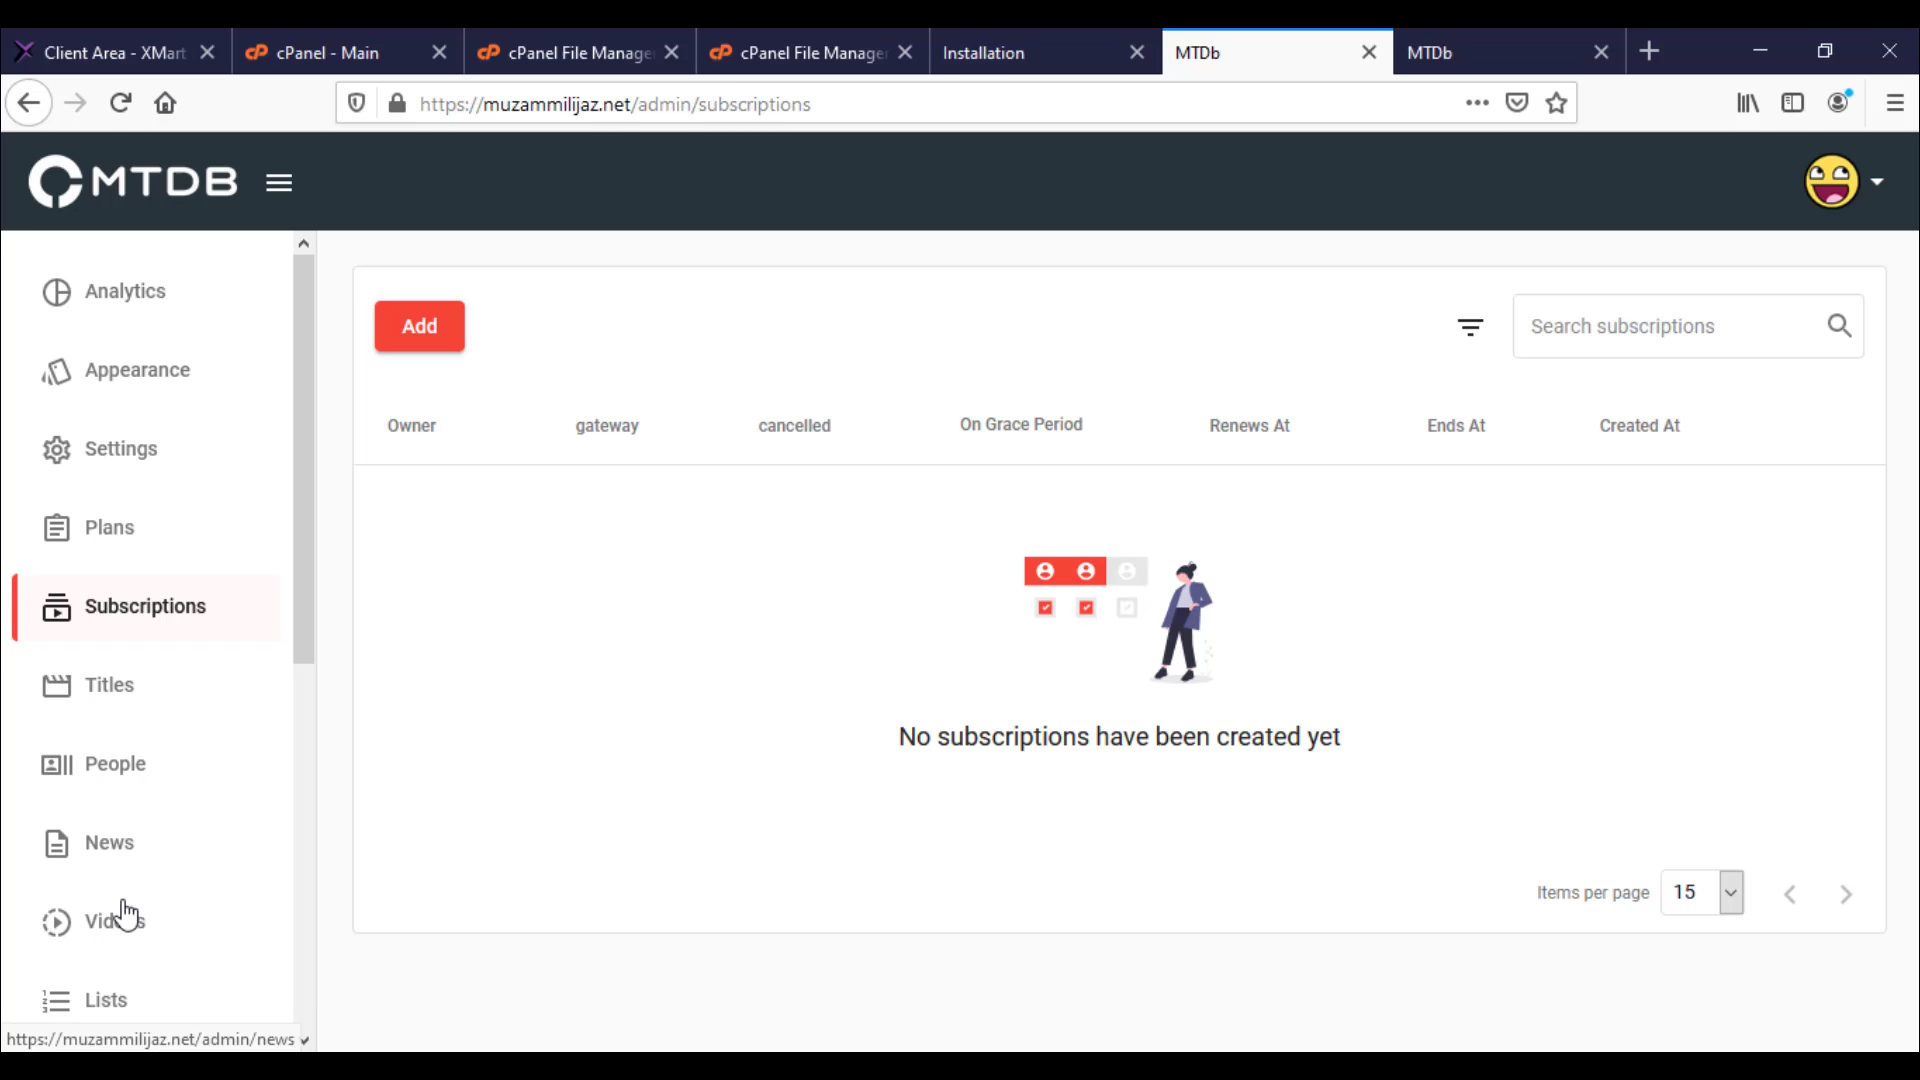 Client Area - XMart
cPanel - Main
cPanel File Manage
cPanel File Manager
Installation
MTDb
MTDb
https://muzammilijaz.net/admin/subscriptions
MTDB
Analytics
Appearance
Settings
Plans
Subscriptions
Titles
People
News
Lists
https://muzammilijaz.net/admin/news
Add
Search subscriptions
Owner
gateway
cancelled
On Grace Period
Renews At
Ends At
Created At
No subscriptions have been created yet
Items per page
15